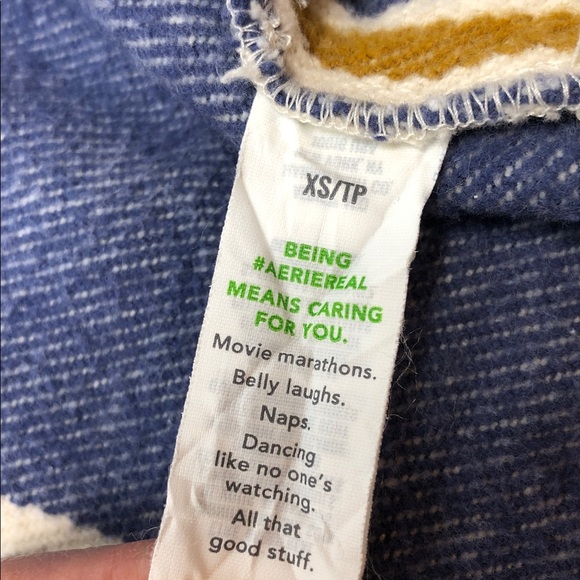 XS/TP
BEING
#AERIEREAL
MEANS CARING
FOR YOU.
Movie marathons.
Belly laughs.
Naps.
Dancing
like no one's
watching.
All that
good stuff.